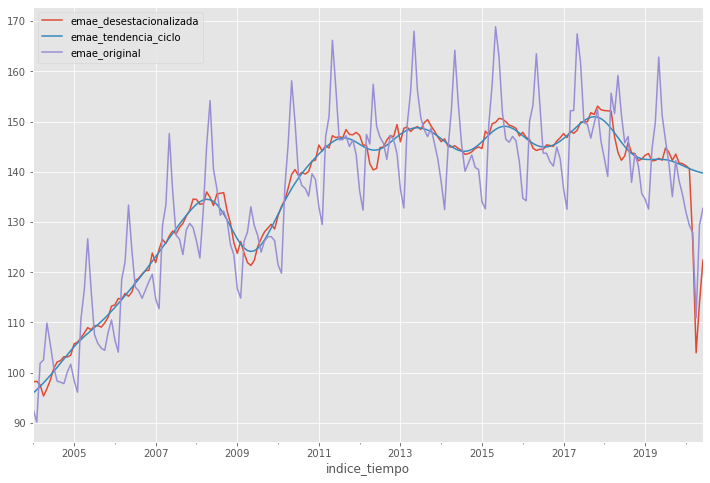 emae_desestacionalizada
emae_tendencia_ciclo
emae_original
170
160
150
140
130
120
110
100
90
2005 2007 2009 2011 2013 2015 2017 2019
indice_tiempo